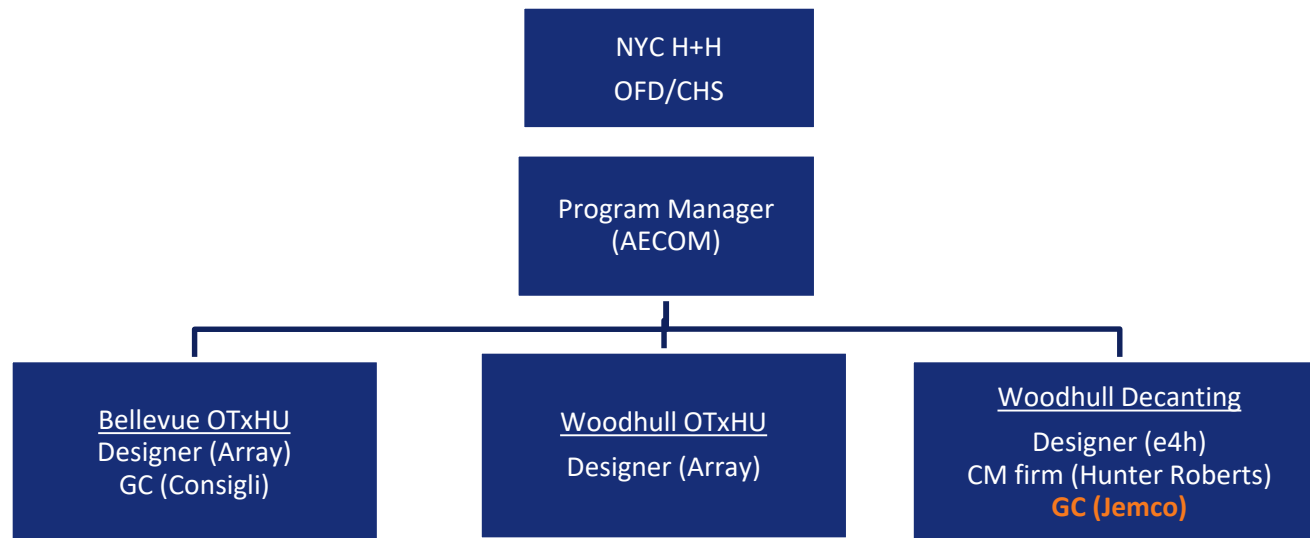 NYC H+H
OFD/CHS
Program Manager
(AECOM)
Bellevue OTxHU
Designer (Array)
GC (Consigli)
Woodhull OTxHU
Designer (Array)
Woodhull Decanting
Designer (e4h)
CM firm (Hunter Roberts)
GC (Jemco)